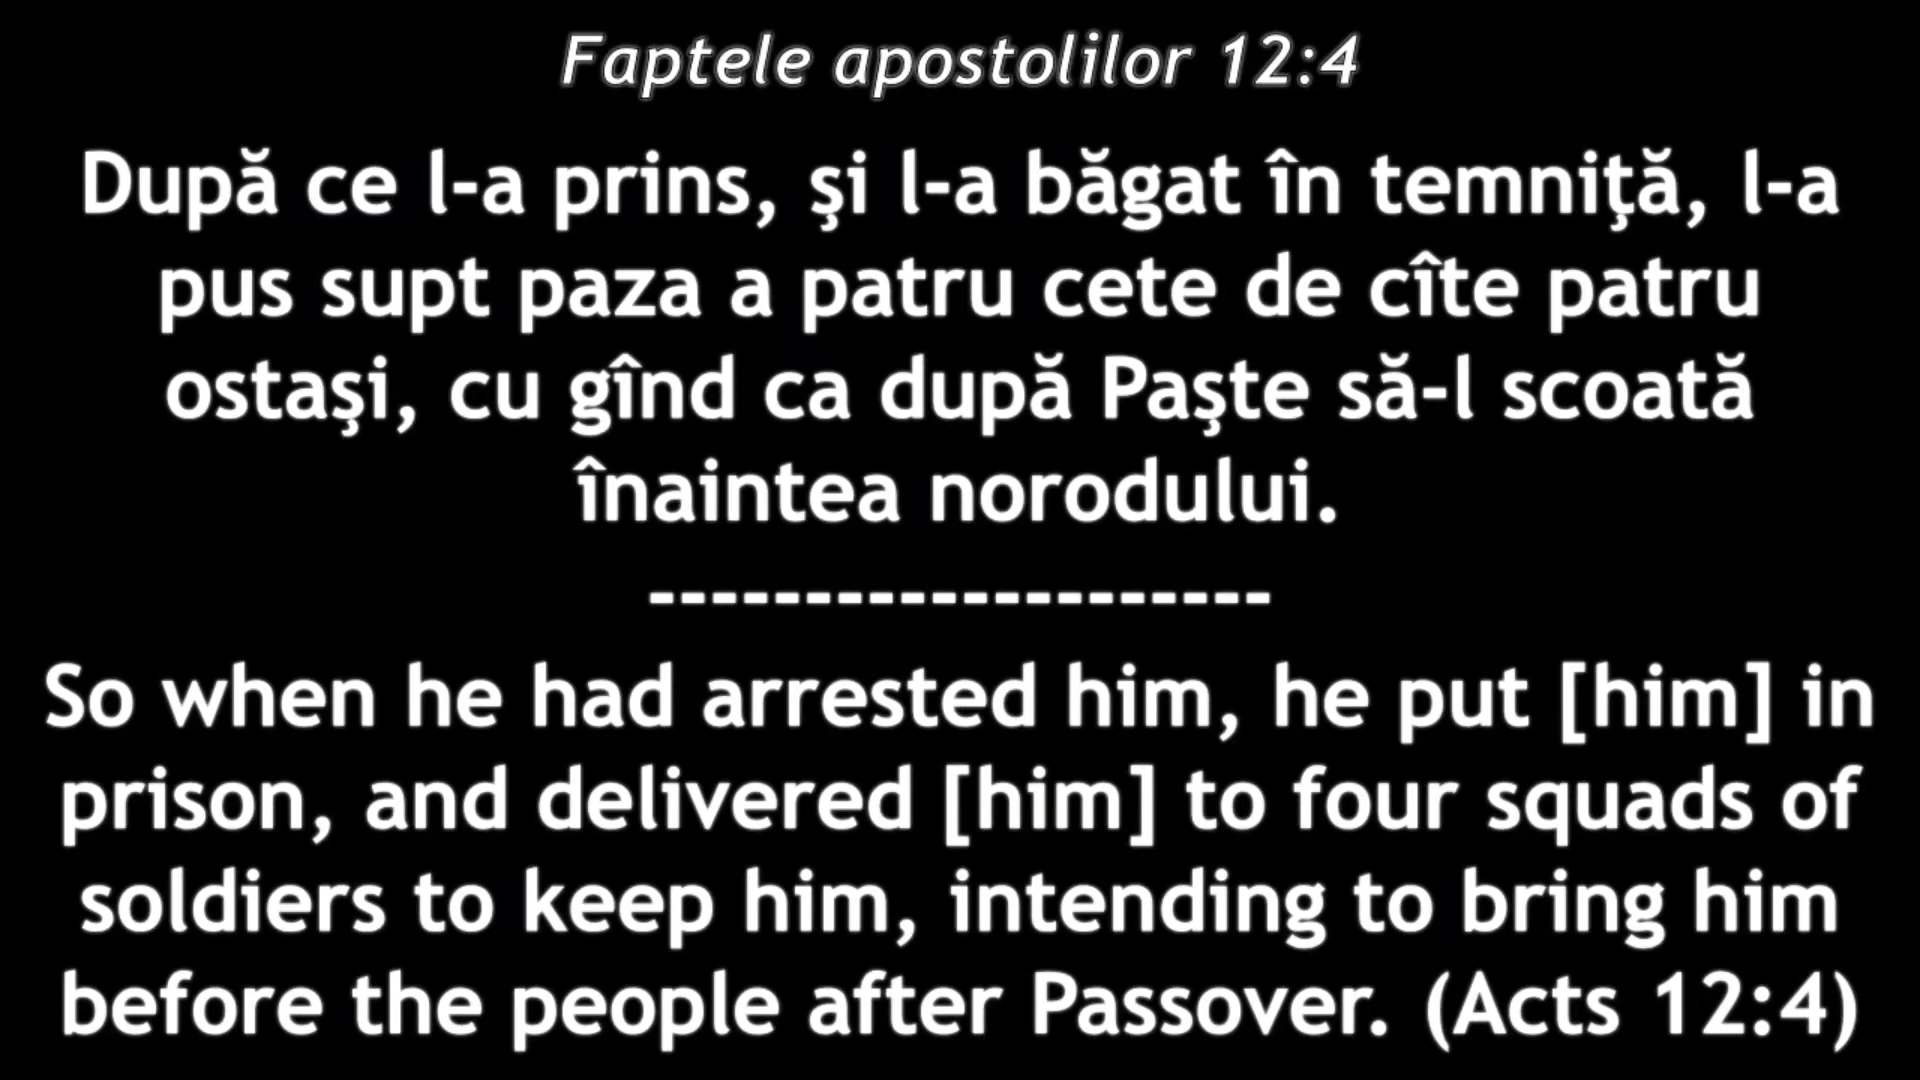 Faptele apostolilor 12:4
După ce l-a prins, şi l-a băgat în temniţă, l-a
pus supt paza a patru cete de cîte patru
ostaşi, cu gînd ca după Paşte să-l scoată
înaintea norodului.
--------------------
So when he had arrested him, he put [him] in
prison, and delivered [him] to four squads of
soldiers to keep him, intending to bring him
before the people after Passover. (Acts 12:4)